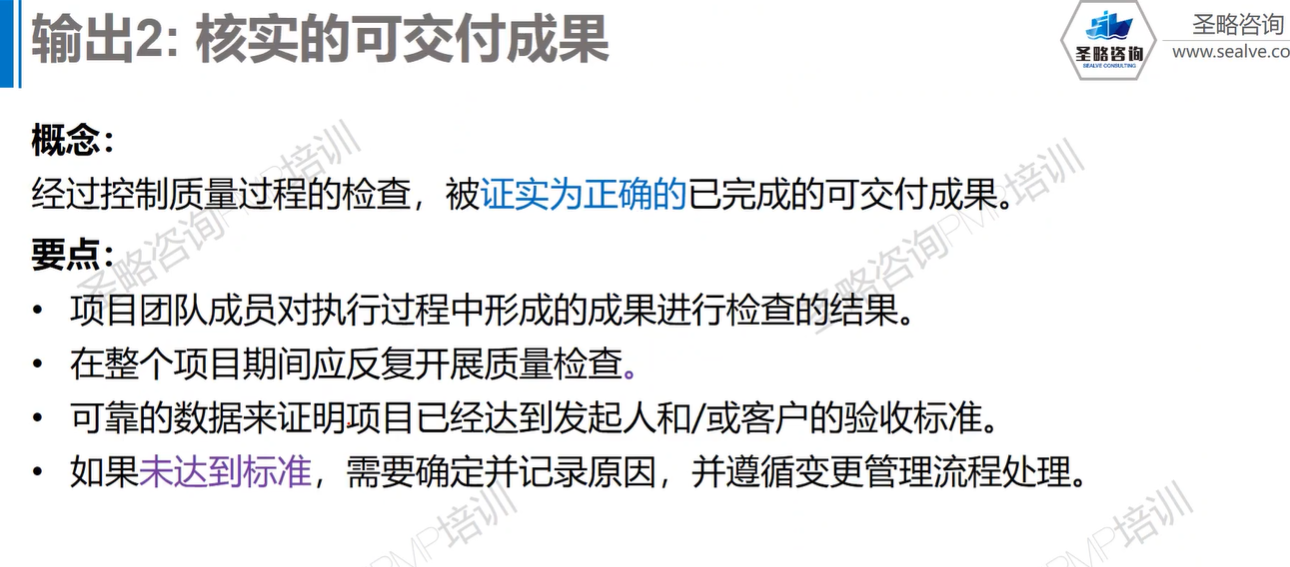 输出2: 核实的可交付成果
圣略咨询
SEALVE CONSULTING
圣略咨询
www.sealve.co
概念：
经过控制质量过程的检查，被证实为正确的已完成的可交付成果。
要点：
• 项目团队成员对执行过程中形成的成果进行检查的结果。
• 在整个项目期间应反复开展质量检查。
• 可靠的数据来证明项目已经达到发起人和/或客户的验收标准。
• 如果未达到标准，需要确定并记录原因，并遵循变更管理流程处理。
圣略咨询PMP培训
圣略咨询PMP培训
PMP培训
PMP培训